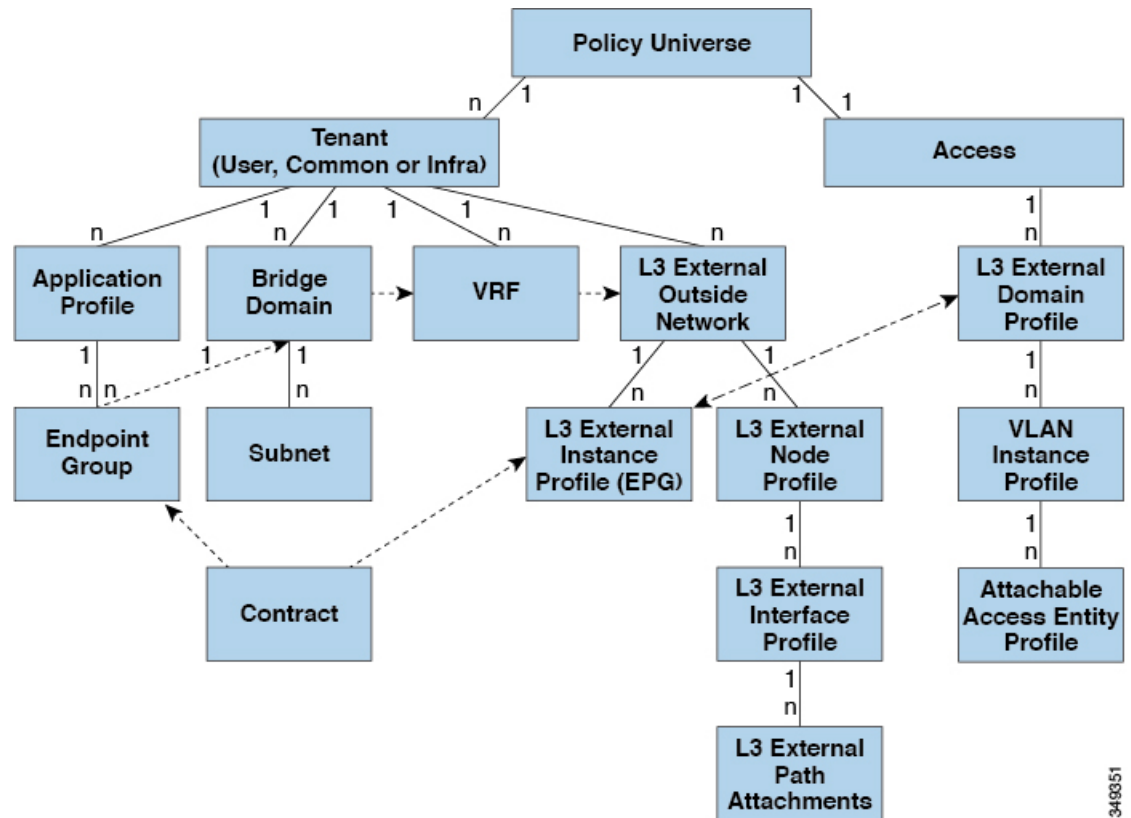 Policy Universe
n
1
1
1
Tenant
(User, Common or Infra)
Access
1
1
1
1
1
n
n
n
n
n
Application
Profile
Bridge
Domain
VRF
L3 External
Outside
Network
L3 External
Domain
Profile
1
1
1
1
1
1
n
n
n
n
n
n
Endpoint
Group
Subnet
L3 External
Instance
Profile (EPG)
L3 External
Node
Profile
VLAN
Instance
Profile
1
1
n
n
Contract
L3 External
Interface
Profile
Attachable
Access Entity
Profile
1
n
L3 External
Path
Attachments
349351